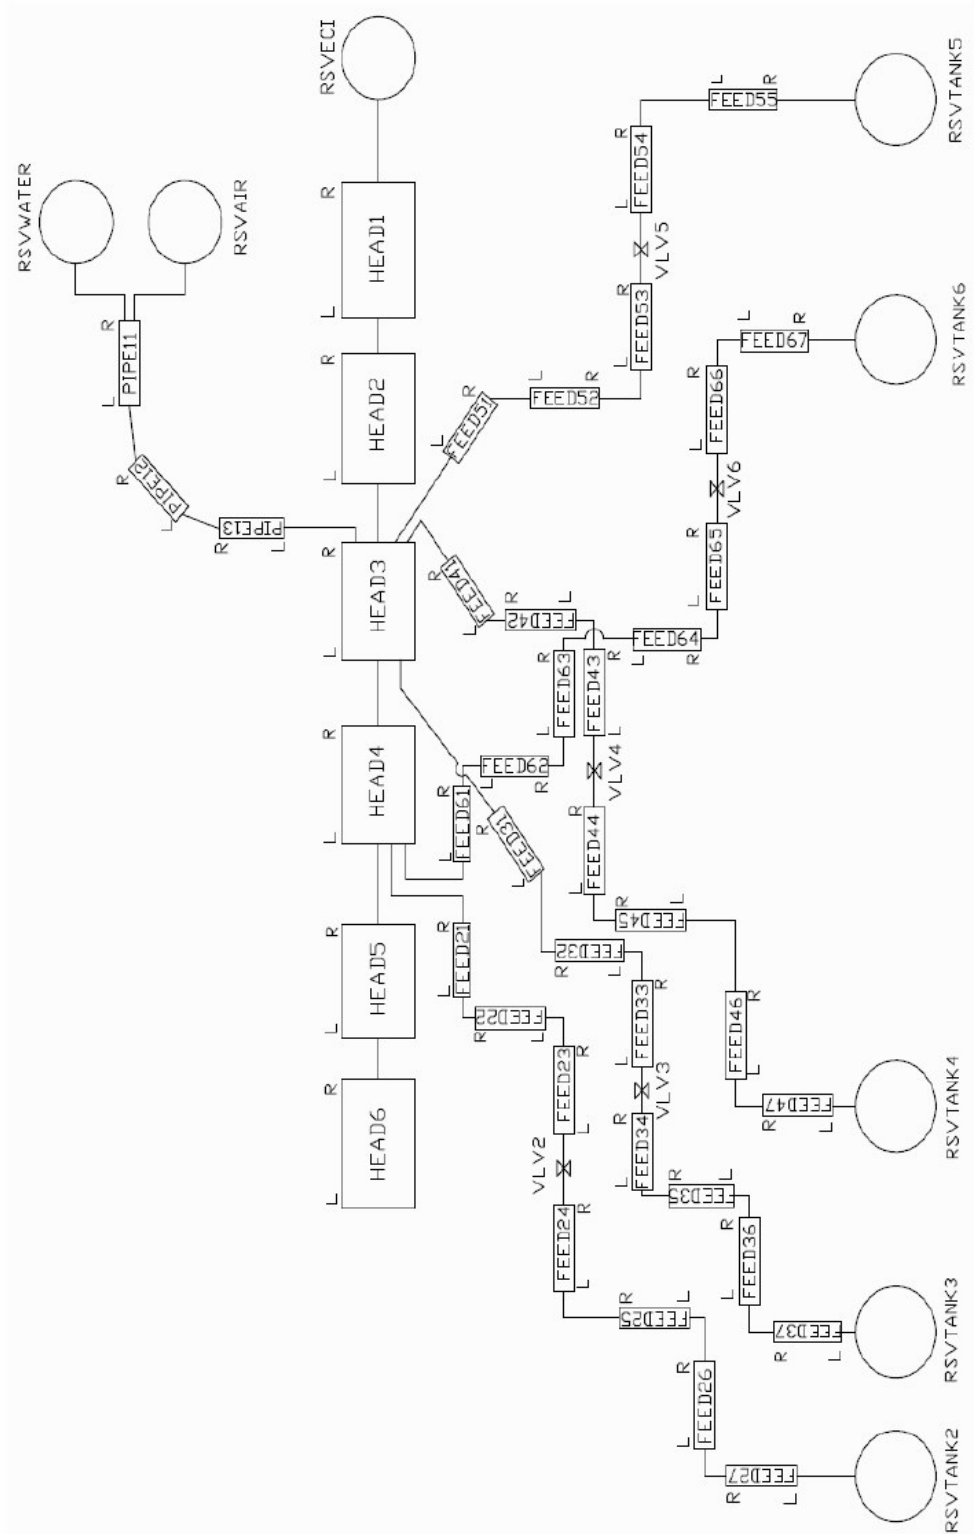 RSVECI
RSVTANK5
RSVWATER
RSVAIR
R
L
HEAD1
R
L
R
FEED55
L
R
FEED54
VLV5
R
L
FEED53
RSVTANK6
R
L
PIPE11
R
L
HEAD2
L
R
FEED52
R
L
FEED51
L
R
FEED67
R
L
FEED66
VLV6
R
L
PIPE12
R
L
PIPE13
R
L
HEAD3
R
L
FEED41
R
L
FEED42
R
L
FEED65
L
R
FEED64
R
L
FEED63
R
L
FEED43
VLV4
R
L
HEAD4
L
R
FEED62
R
L
FEED61
R
L
FEED31
R
L
FEED44
R
L
FEED45
R
L
HEAD5
R
L
FEED21
R
L
FEED32
R
L
FEED33
VLV3
R
L
FEED46
R
L
FEED22
R
L
FEED23
VLV2
R
L
HEAD6
R
L
FEED34
R
L
FEED47
RSVTANK4
R
L
FEED24
R
L
FEED35
R
L
FEED36
R
L
FEED25
R
L
FEED37
RSVTANK3
R
L
FEED26
R
L
FEED27
RSVTANK2